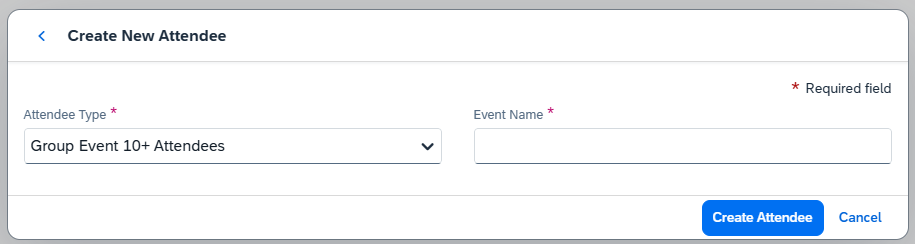 Create New Attendee
* Required field
Attendee Type * Event Name *
Group Event 10+ Attendees
Create Attendee Cancel